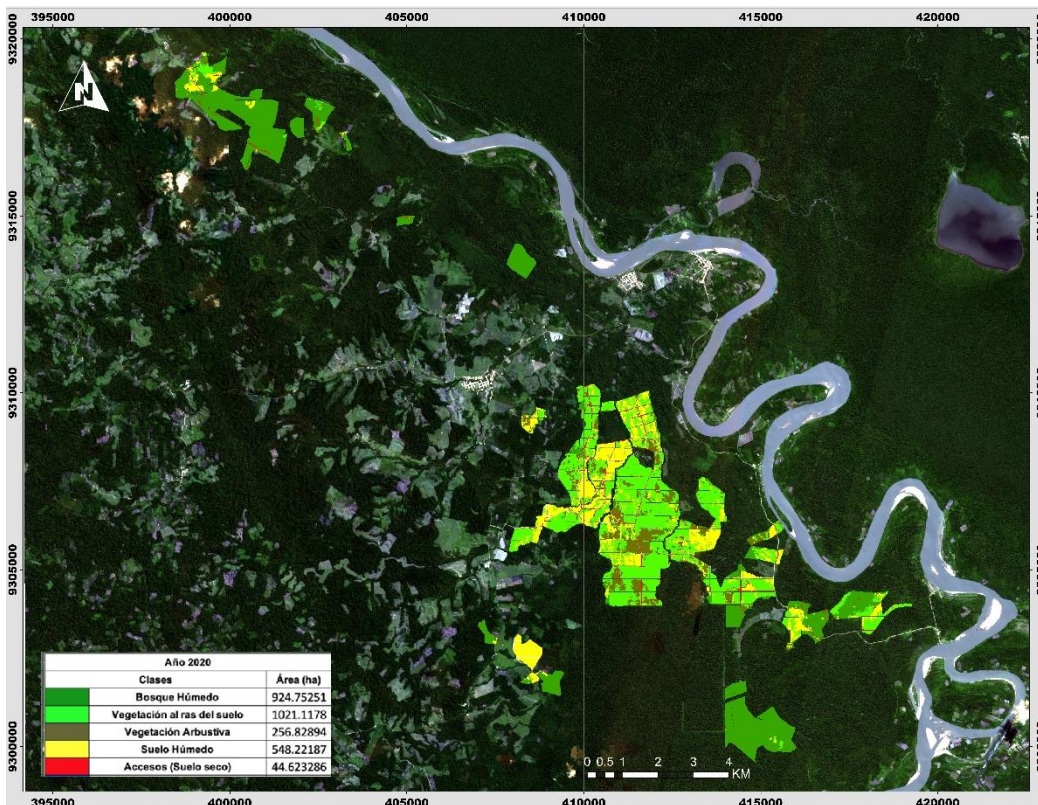 395000 400000 405000 410000 415000 420000
9320000
N
9315000
9310000
9305000
9300000
Año 2020
Clases Área (ha)
Bosque Húmedo 924.75251
Vegetación al ras del suelo 1021.1178
Vegetación Arbustiva 256.82894
Suelo Húmedo 548.22187
Accesos (Suelo seco) 44.623286
0 0.5 1 2 3 4
KM
395000 400000 405000 410000 415000 420000